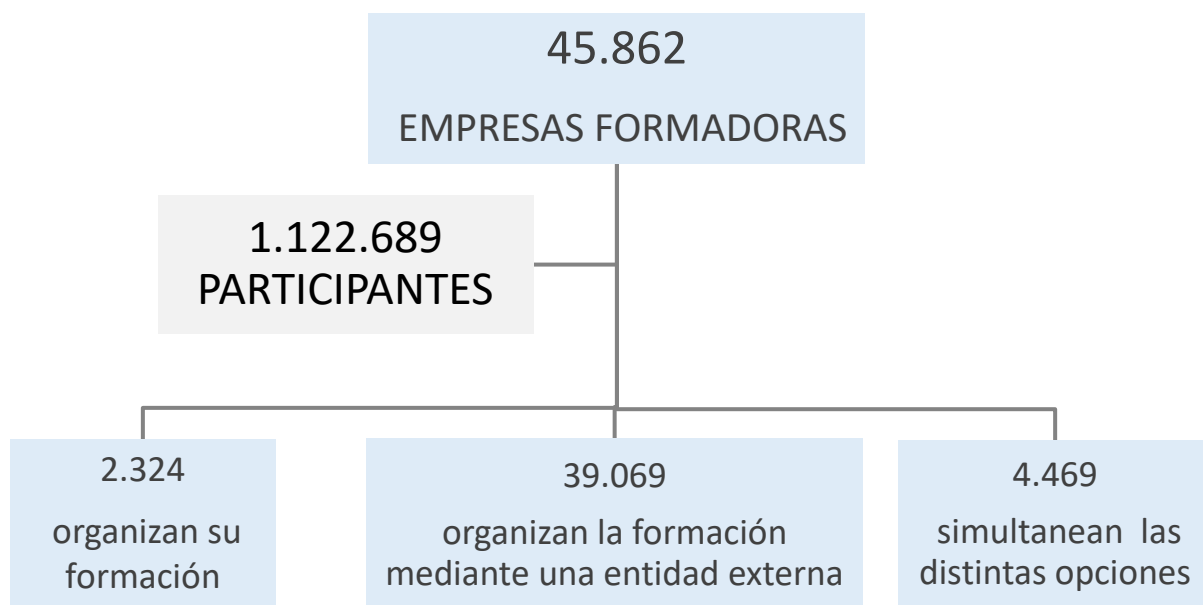 45.862
EMPRESAS FORMADORAS
1.122.689
PARTICIPANTES
2.324
organizan su
formación
39.069
organizan la formación
mediante una entidad externa
4.469
simultanean las
distintas opciones